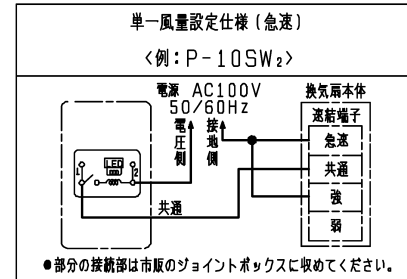 単一風量設定仕様(急速)
〈例:P-10SW₂〉
電源 AC100V
50/60Hz
換気扇本体
速結端子
電圧側
接地側
急速
共通
強
弱
LED
1
2
共通
●部分の接続部は市販のジョイントボックスに収めてください。